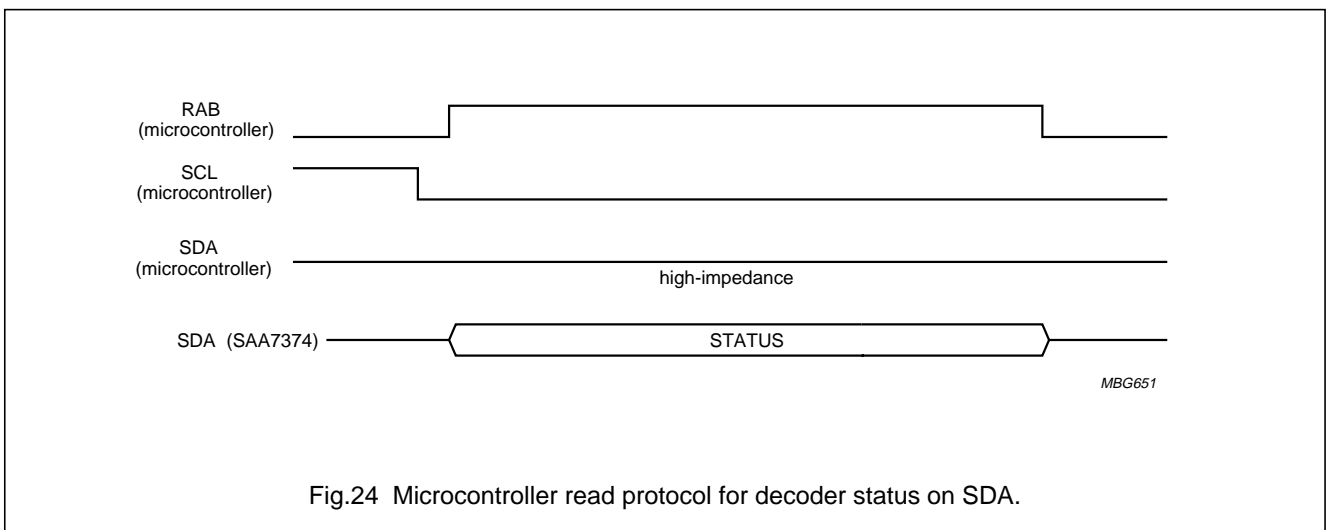 RAB
(microcontroller)
SCL
(microcontroller)
SDA
(microcontroller)
high-impedance
SDA (SAA7374)
STATUS
MBG651
Fig.24 Microcontroller read protocol for decoder status on SDA.